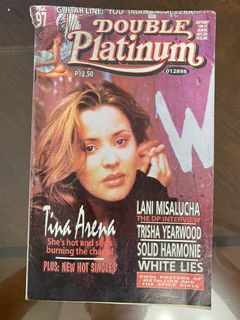 NO. 97
GUITAR LINE: "YOU"
DOUBLE
Platinum
P12.50
012898
W
Tina Arena
She's hot and she's
burning the charts!
PLUS: NEW HOT SINGLES
LANI MISALUCHA
THE DP INTERVIEW
TRISHA YEARWOOD
SOLID HARMONIE
WHITE LIES
COOL POSTERS OF
METALLICA AND
THE SPICE GIRLS